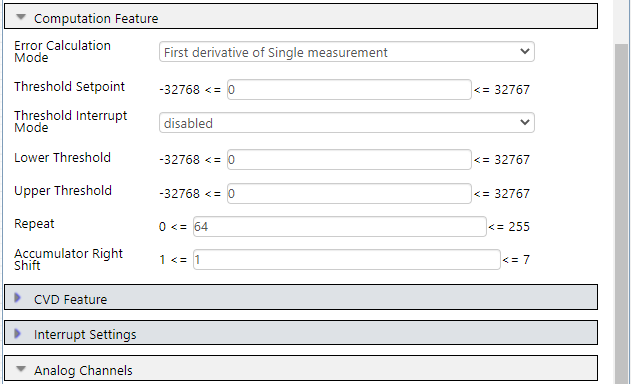 Computation Feature
Error Calculation
Mode
First derivative of Single measurement
Threshold Setpoint
-32768 <= 0 <= 32767
Threshold Interrupt
Mode
disabled
Lower Threshold
-32768 <= 0 <= 32767
Upper Threshold
-32768 <= 0 <= 32767
Repeat
0 <= 64 <= 255
Accumulator Right
Shift
1 <= 1 <= 7
CVD Feature
Interrupt Settings
Analog Channels